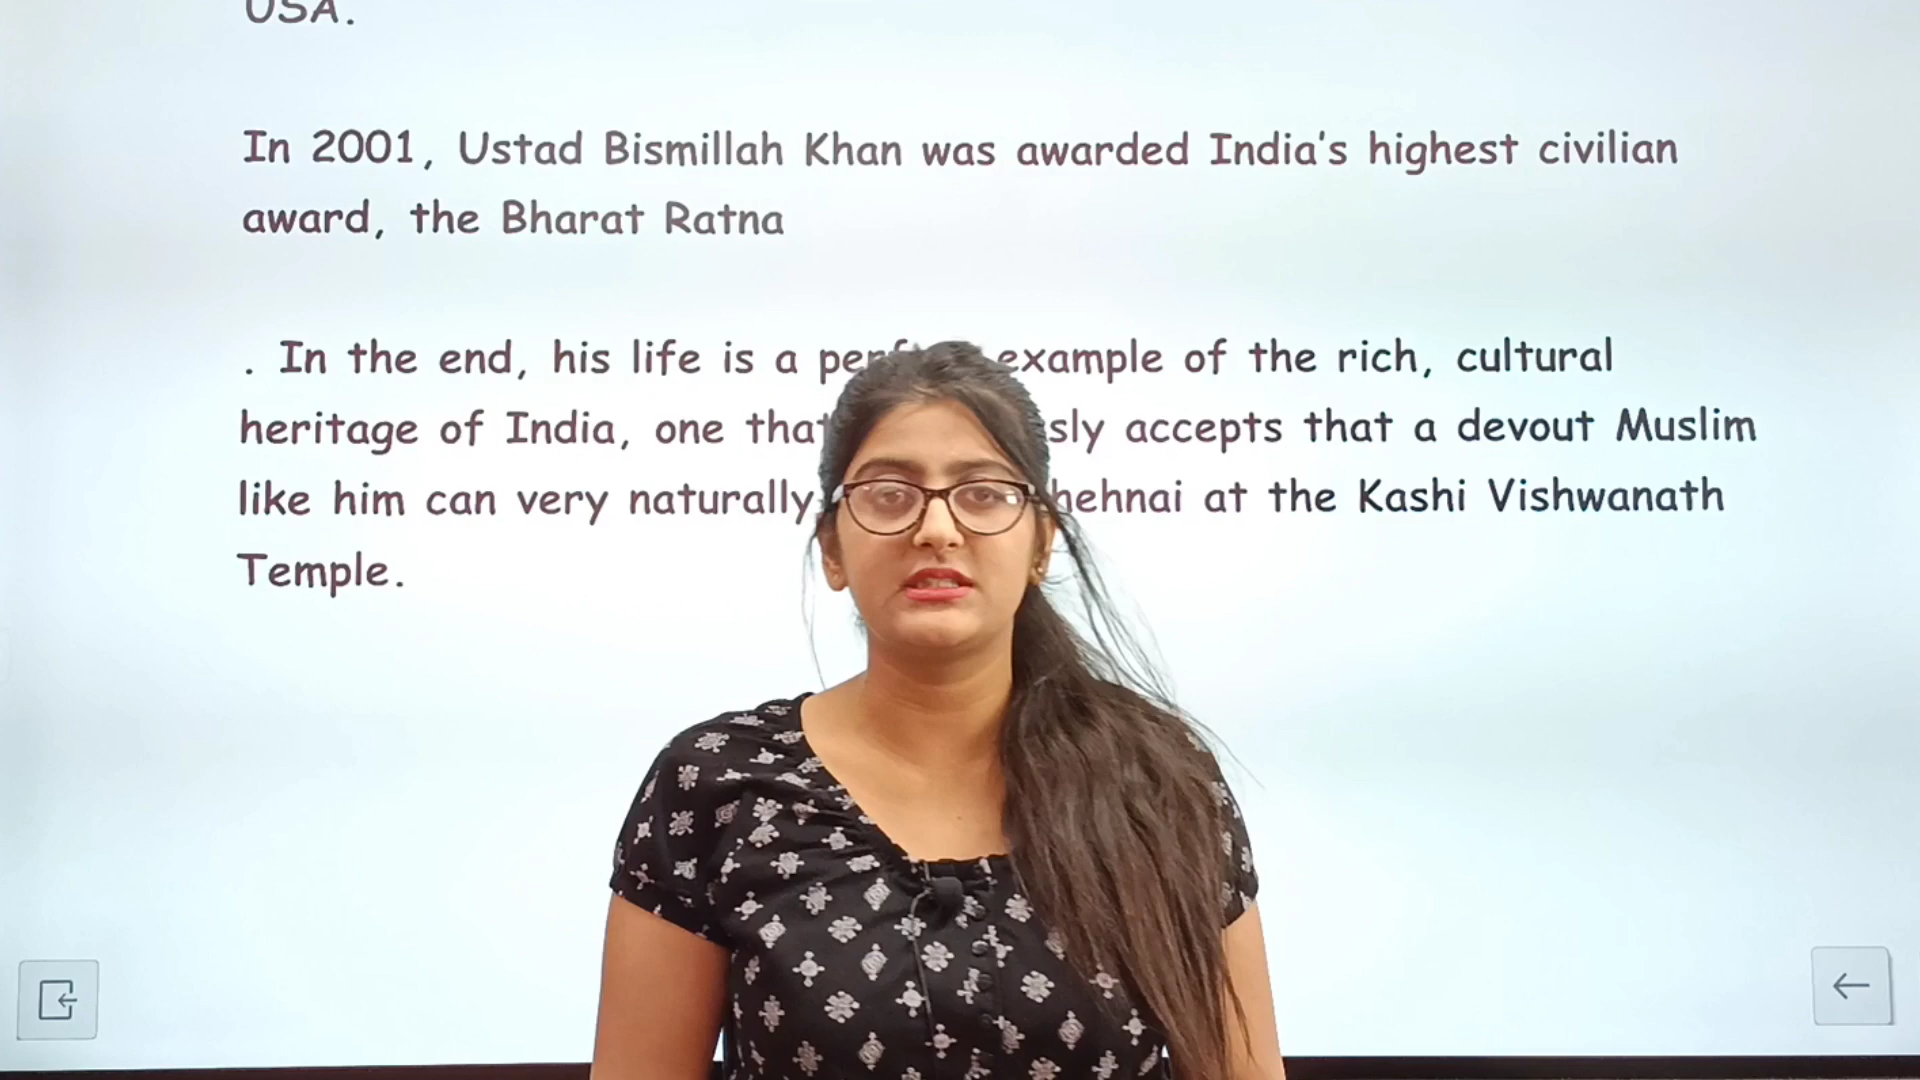 USA.
In 2001, Ustad Bismillah Khan was awarded India's highest civilian
award, the Bharat Ratna
. In the end, his life is a example of the rich, cultural
heritage of India, one that accepts that a devout Muslim
like him can very naturally at the Kashi Vishwanath
Temple.